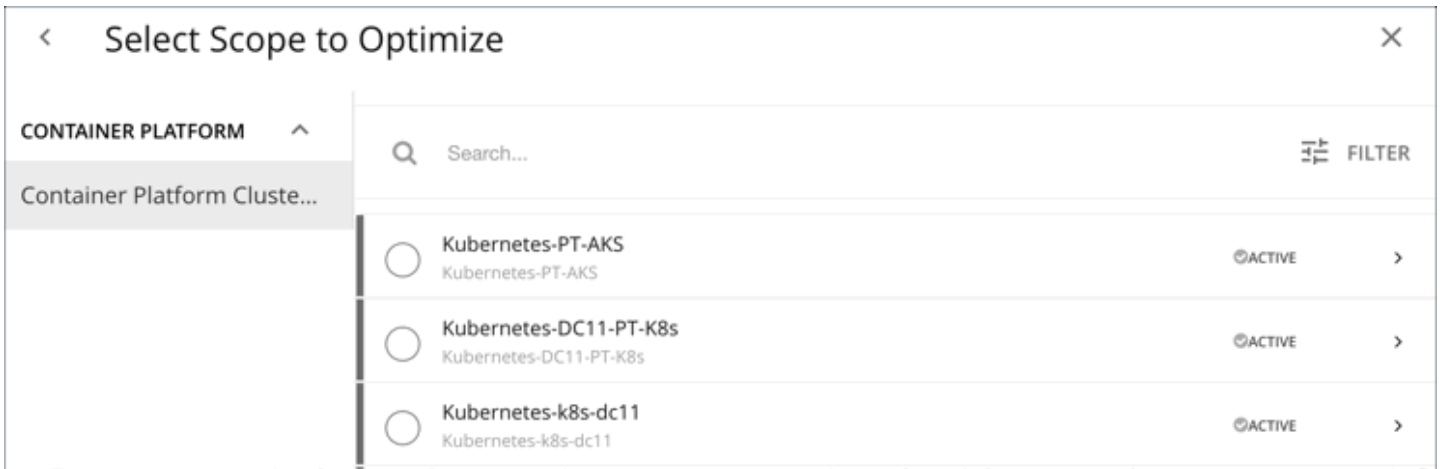 Select Scope to Optimize
CONTAINER PLATFORM
Container Platform Cluste...
Search...
FILTER
Kubernetes-PT-AKS
Kubernetes-PT-AKS
ACTIVE
Kubernetes-DC11-PT-K8s
Kubernetes-DC11-PT-K8s
ACTIVE
Kubernetes-k8s-dc11
Kubernetes-k8s-dc11
ACTIVE